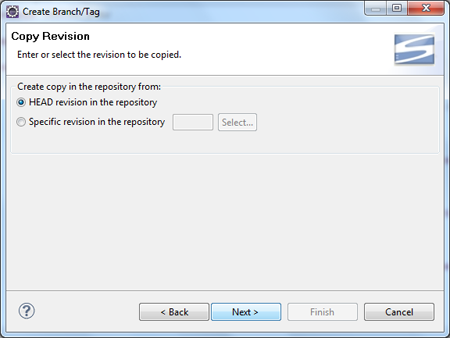 Create Branch/Tag
Copy Revision
Enter or select the revision to be copied.
Create copy in the repository from:
HEAD revision in the repository
Specific revision in the repository Select...
?
< Back Next > Finish Cancel